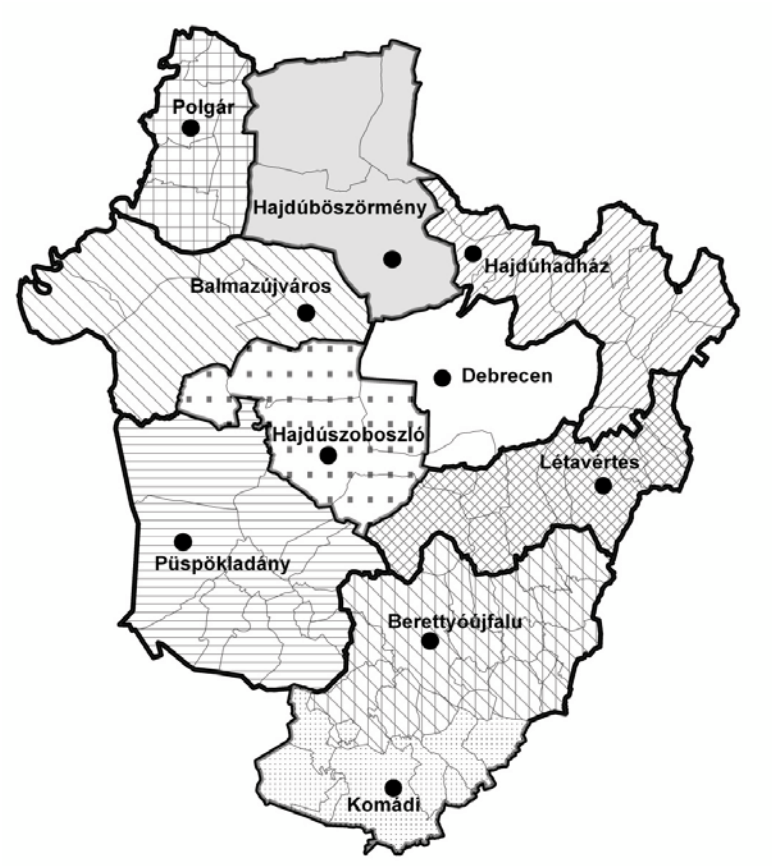 Polgár
Hajdúböszörmény
Hajdúhadház
Balmazújváros
Debrecen
Hajdúszoboszló
Létavértes
Püspökladány
Berettyóújfalu
Komádi